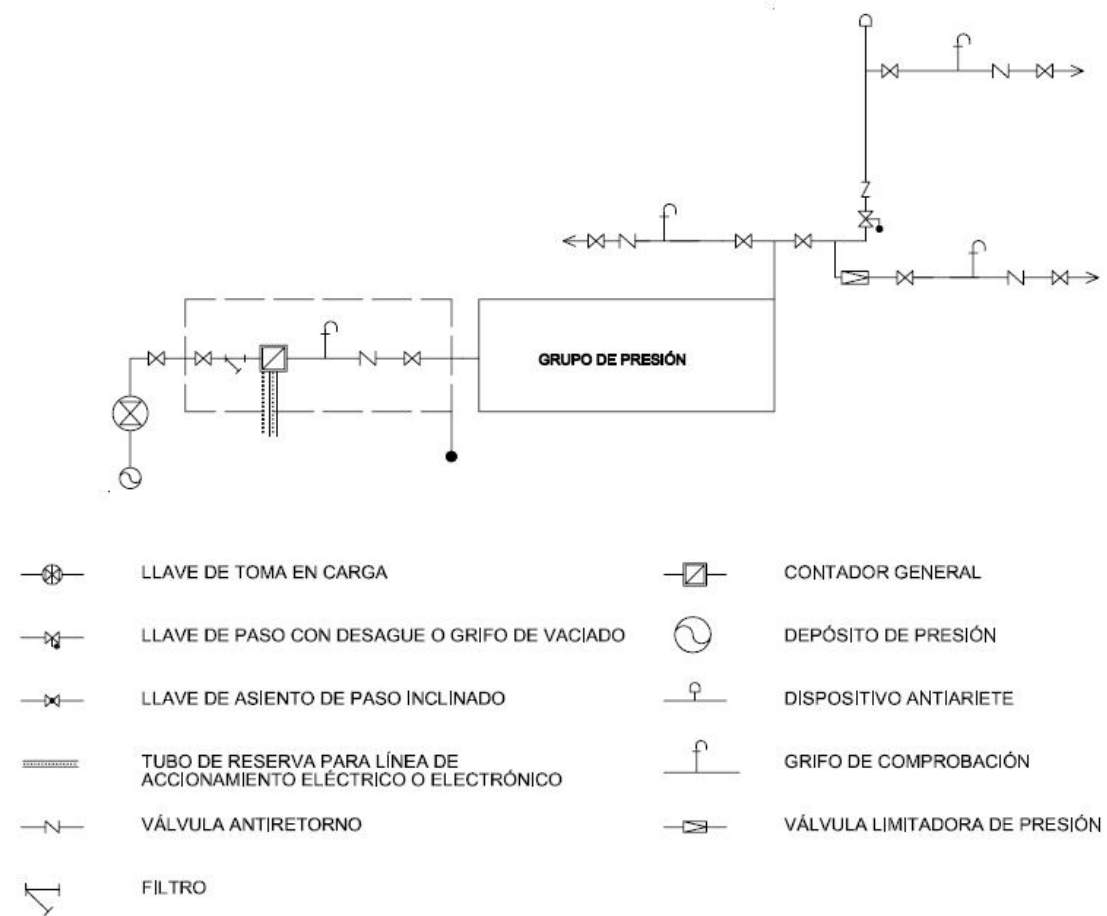 GRUPO DE PRESIÓN
LLAVE DE TOMA EN CARGA
LLAVE DE PASO CON DESAGUE O GRIFO DE VACIADO
LLAVE DE ASIENTO DE PASO INCLINADO
TUBO DE RESERVA PARA LÍNEA DE
ACCIONAMIENTO ELÉCTRICO O ELECTRÓNICO
VÁLVULA ANTIRETORNO
FILTRO
CONTADOR GENERAL
DEPÓSITO DE PRESIÓN
DISPOSITIVO ANTIARIETE
GRIFO DE COMPROBACIÓN
VÁLVULA LIMITADORA DE PRESIÓN